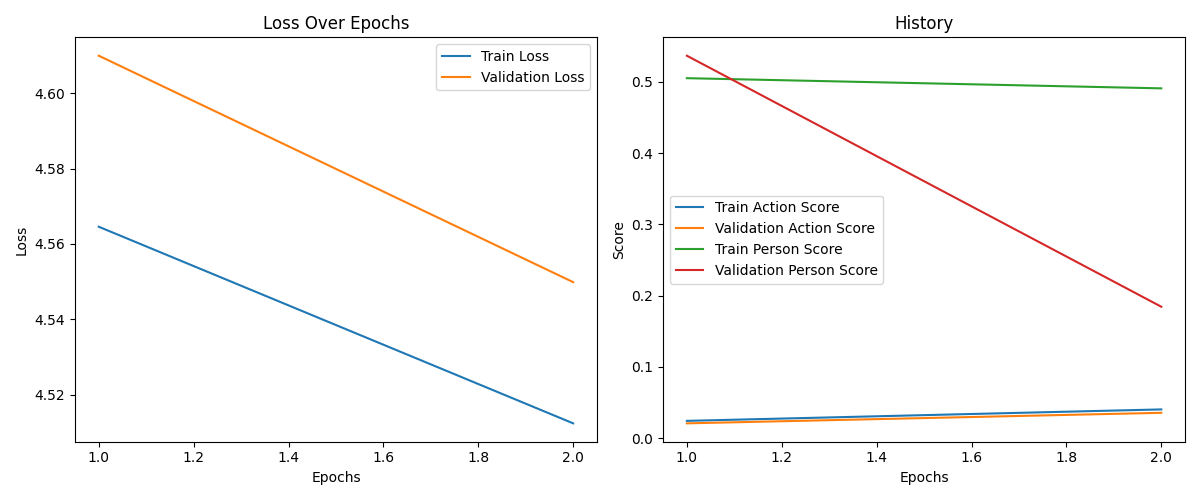 Loss Over Epochs
Train Loss
Validation Loss
4.60
4.58
4.56
4.54
4.52
Loss
1.0 1.2 1.4 1.6 1.8 2.0
Epochs
History
0.5
0.4
0.3
0.2
0.1
0.0
Score
Train Action Score
Validation Action Score
Train Person Score
Validation Person Score
1.0 1.2 1.4 1.6 1.8 2.0
Epochs